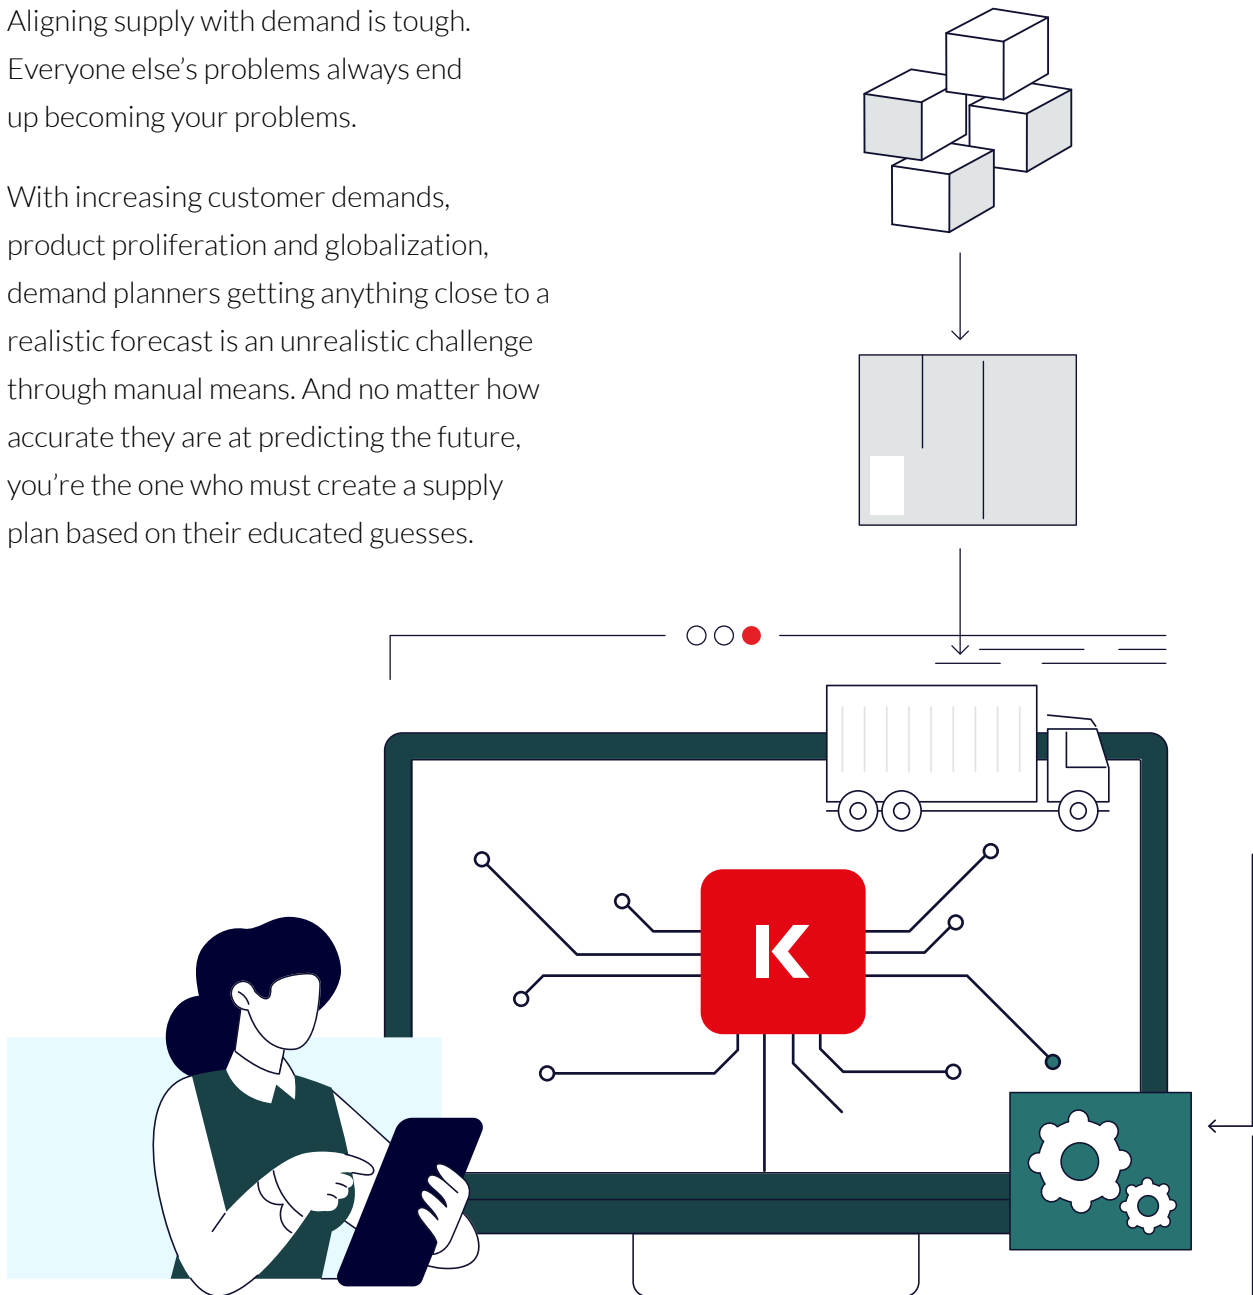 Aligning supply with demand is tough.
Everyone else’s problems always end
up becoming your problems.
With increasing customer demands,
product proliferation and globalization,
demand planners getting anything close to a
realistic forecast is an unrealistic challenge
through manual means. And no matter how
accurate they are at predicting the future,
you’re the one who must create a supply
plan based on their educated guesses.
K